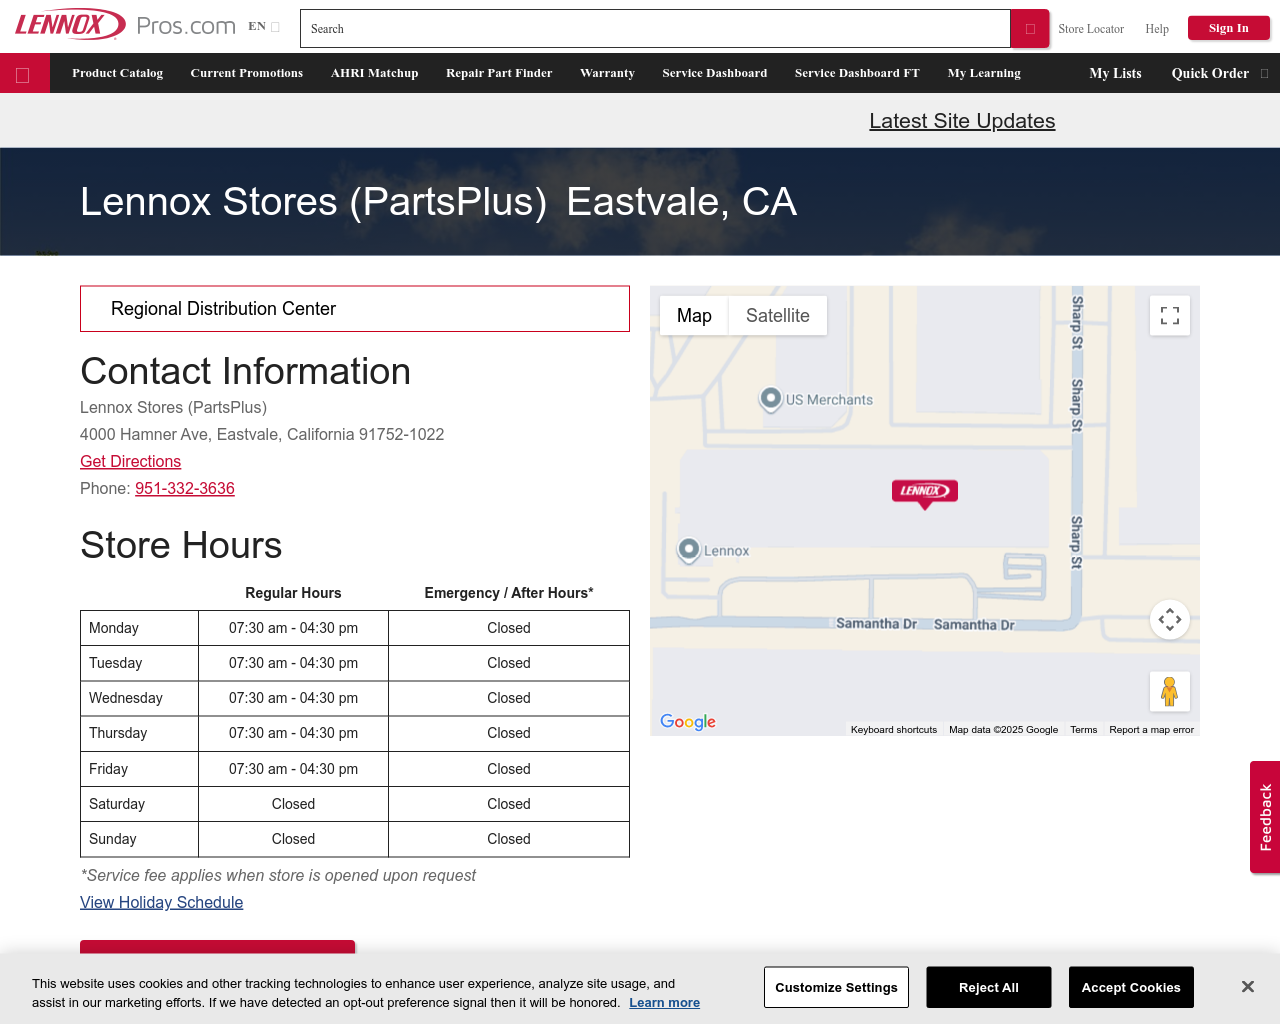 LENNOX Pros.com
EN
Search
Store Locator
Help
Sign In
Product Catalog
Current Promotions
AHRI Matchup
Repair Part Finder
Warranty
Service Dashboard
Service Dashboard FT
My Learning
My Lists
Quick Order
Latest Site Updates
Lennox Stores (PartsPlus) Eastvale, CA
Regional Distribution Center
Contact Information
Lennox Stores (PartsPlus)
4000 Hamner Ave, Eastvale, California 91752-1022
Get Directions
Phone: 951-332-3636
Store Hours
Regular Hours Emergency / After Hours*
Monday 07:30 am - 04:30 pm Closed
Tuesday 07:30 am - 04:30 pm Closed
Wednesday 07:30 am - 04:30 pm Closed
Thursday 07:30 am - 04:30 pm Closed
Friday 07:30 am - 04:30 pm Closed
Saturday Closed Closed
Sunday Closed Closed
*Service fee applies when store is opened upon request
View Holiday Schedule
Map
Satellite
Sharp St
US Merchants
Sharp St
LENNOX
Sharp St
Lennox
Samantha Dr
Samantha Dr
Google
Keyboard shortcuts
Map data ©2025 Google
Terms
Report a map error
Feedback
This website uses cookies and other tracking technologies to enhance user experience, analyze site usage, and
assist in our marketing efforts. If we have detected an opt-out preference signal then it will be honored. Learn more
Customize Settings
Reject All
Accept Cookies